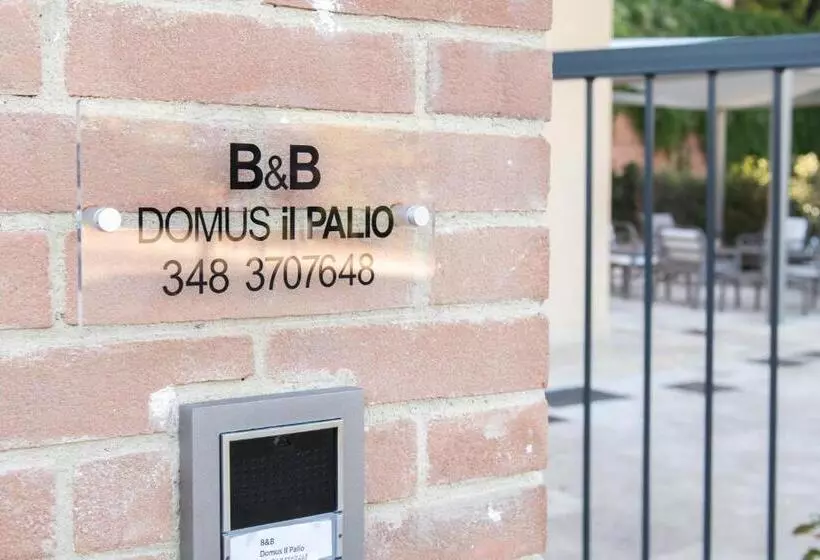 B&B
DOMUS il PALIO
348 3707648
B&B
Domus Il Palio